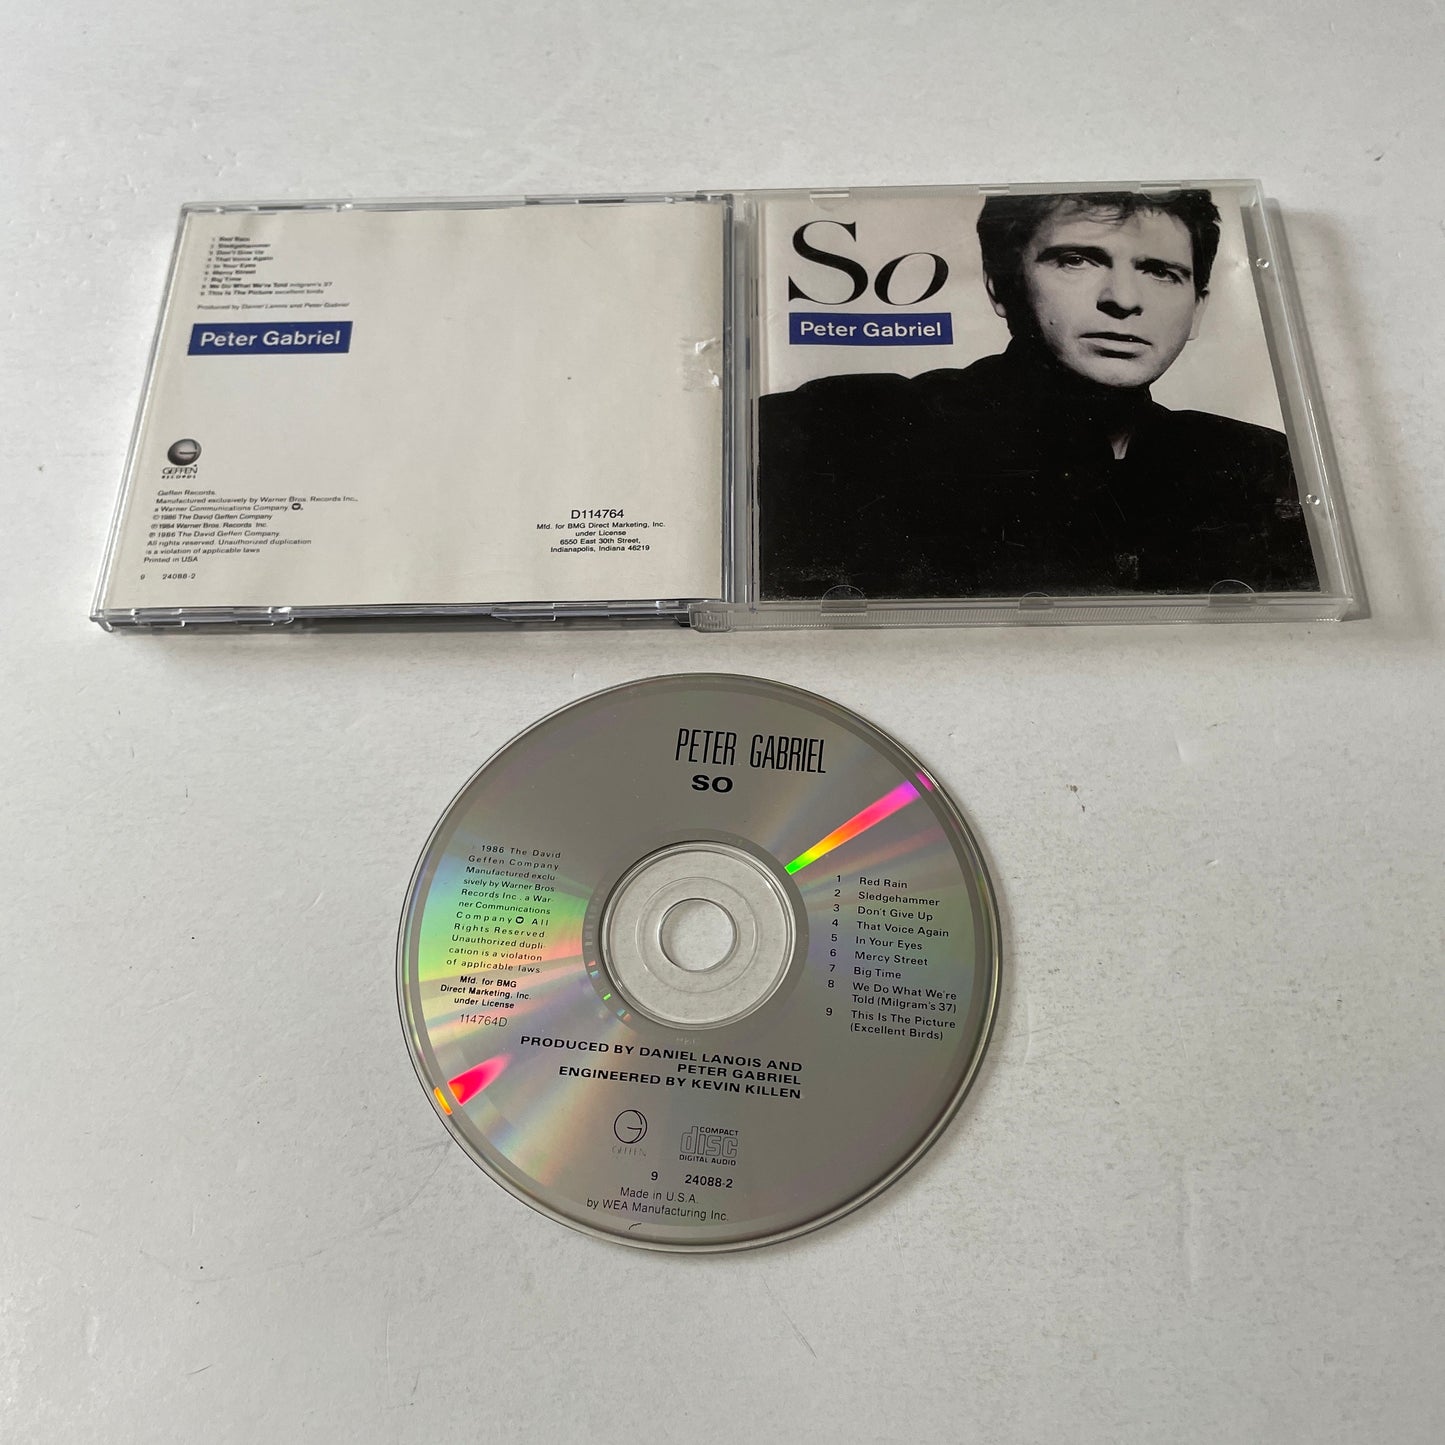 1 Red Rain
2 Sledgehammer
3 Don't Give Up
4 That Voice Again
5 In Your Eyes
6 Mercy Street
7 Big Time
8 We Do What We're Told milgram's 37
9 This Is The Picture excellent birds
Produced by Daniel Lanois and Peter Gabriel
Peter Gabriel
GEFFEN
RECORDS
Geffen Records.
Manufactured exclusively by Warner Bros. Records Inc.,
a Warner Communications Company
© 1986 The David Geffen Company
℗ 1984 Warner Bros. Records Inc.
℗ 1986 The David Geffen Company.
All rights reserved. Unauthorized duplication
is a violation of applicable laws
Printed in USA
9 24088-2
D114764
Mfd. for BMG Direct Marketing, Inc.
under License
6550 East 30th Street,
Indianapolis, Indiana 46219
So
Peter Gabriel
PETER GABRIEL
SO
1986 The David
Geffen Company
Manufactured exclu-
sively by Warner Bros.
Records Inc., a War-
ner Communications
Company All
Rights Reserved.
Unauthorized dupli-
cation is a violation
of applicable laws.
Mfd. for BMG
Direct Marketing, Inc.
under License
114764D
1 Red Rain
2 Sledgehammer
3 Don't Give Up
4 That Voice Again
5 In Your Eyes
6 Mercy Street
7 Big Time
8 We Do What We're
Told (Milgram's 37)
9 This Is The Picture
(Excellent Birds)
PRODUCED BY DANIEL LANOIS AND
PETER GABRIEL
ENGINEERED BY KEVIN KILLEN
GEFFEN
COMPACT
disc
DIGITAL AUDIO
9 24088-2
Made in U.S.A.
by WEA Manufacturing Inc.